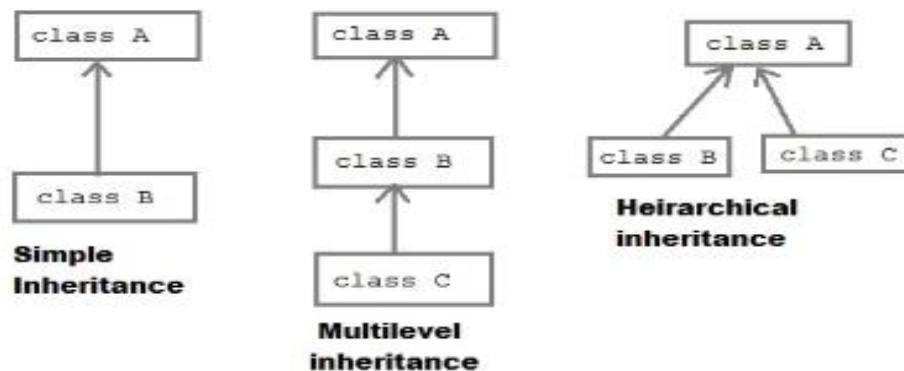 class A
class B
Simple
Inheritance
class A
class B
class C
Multilevel
inheritance
class A
class B
class C
Heirarchical
inheritance